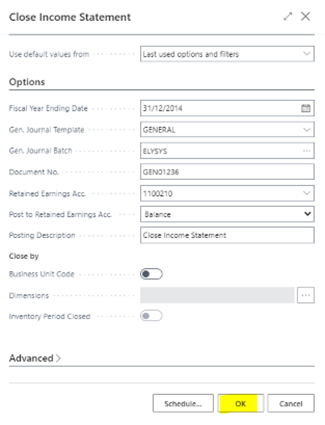 Close Income Statement
Use default values from Last used options and filters
Options
Fiscal Year Ending Date 31/12/2014
Gen. Journal Template GENERAL
Gen. Journal Batch ELYSYS
Document No. GEN01236
Retained Earnings Acc. 1100210
Post to Retained Earnings Acc. Balance
Posting Description Close Income Statement
Close by
Business Unit Code
Dimensions
Inventory Period Closed
Advanced
Schedule... OK Cancel